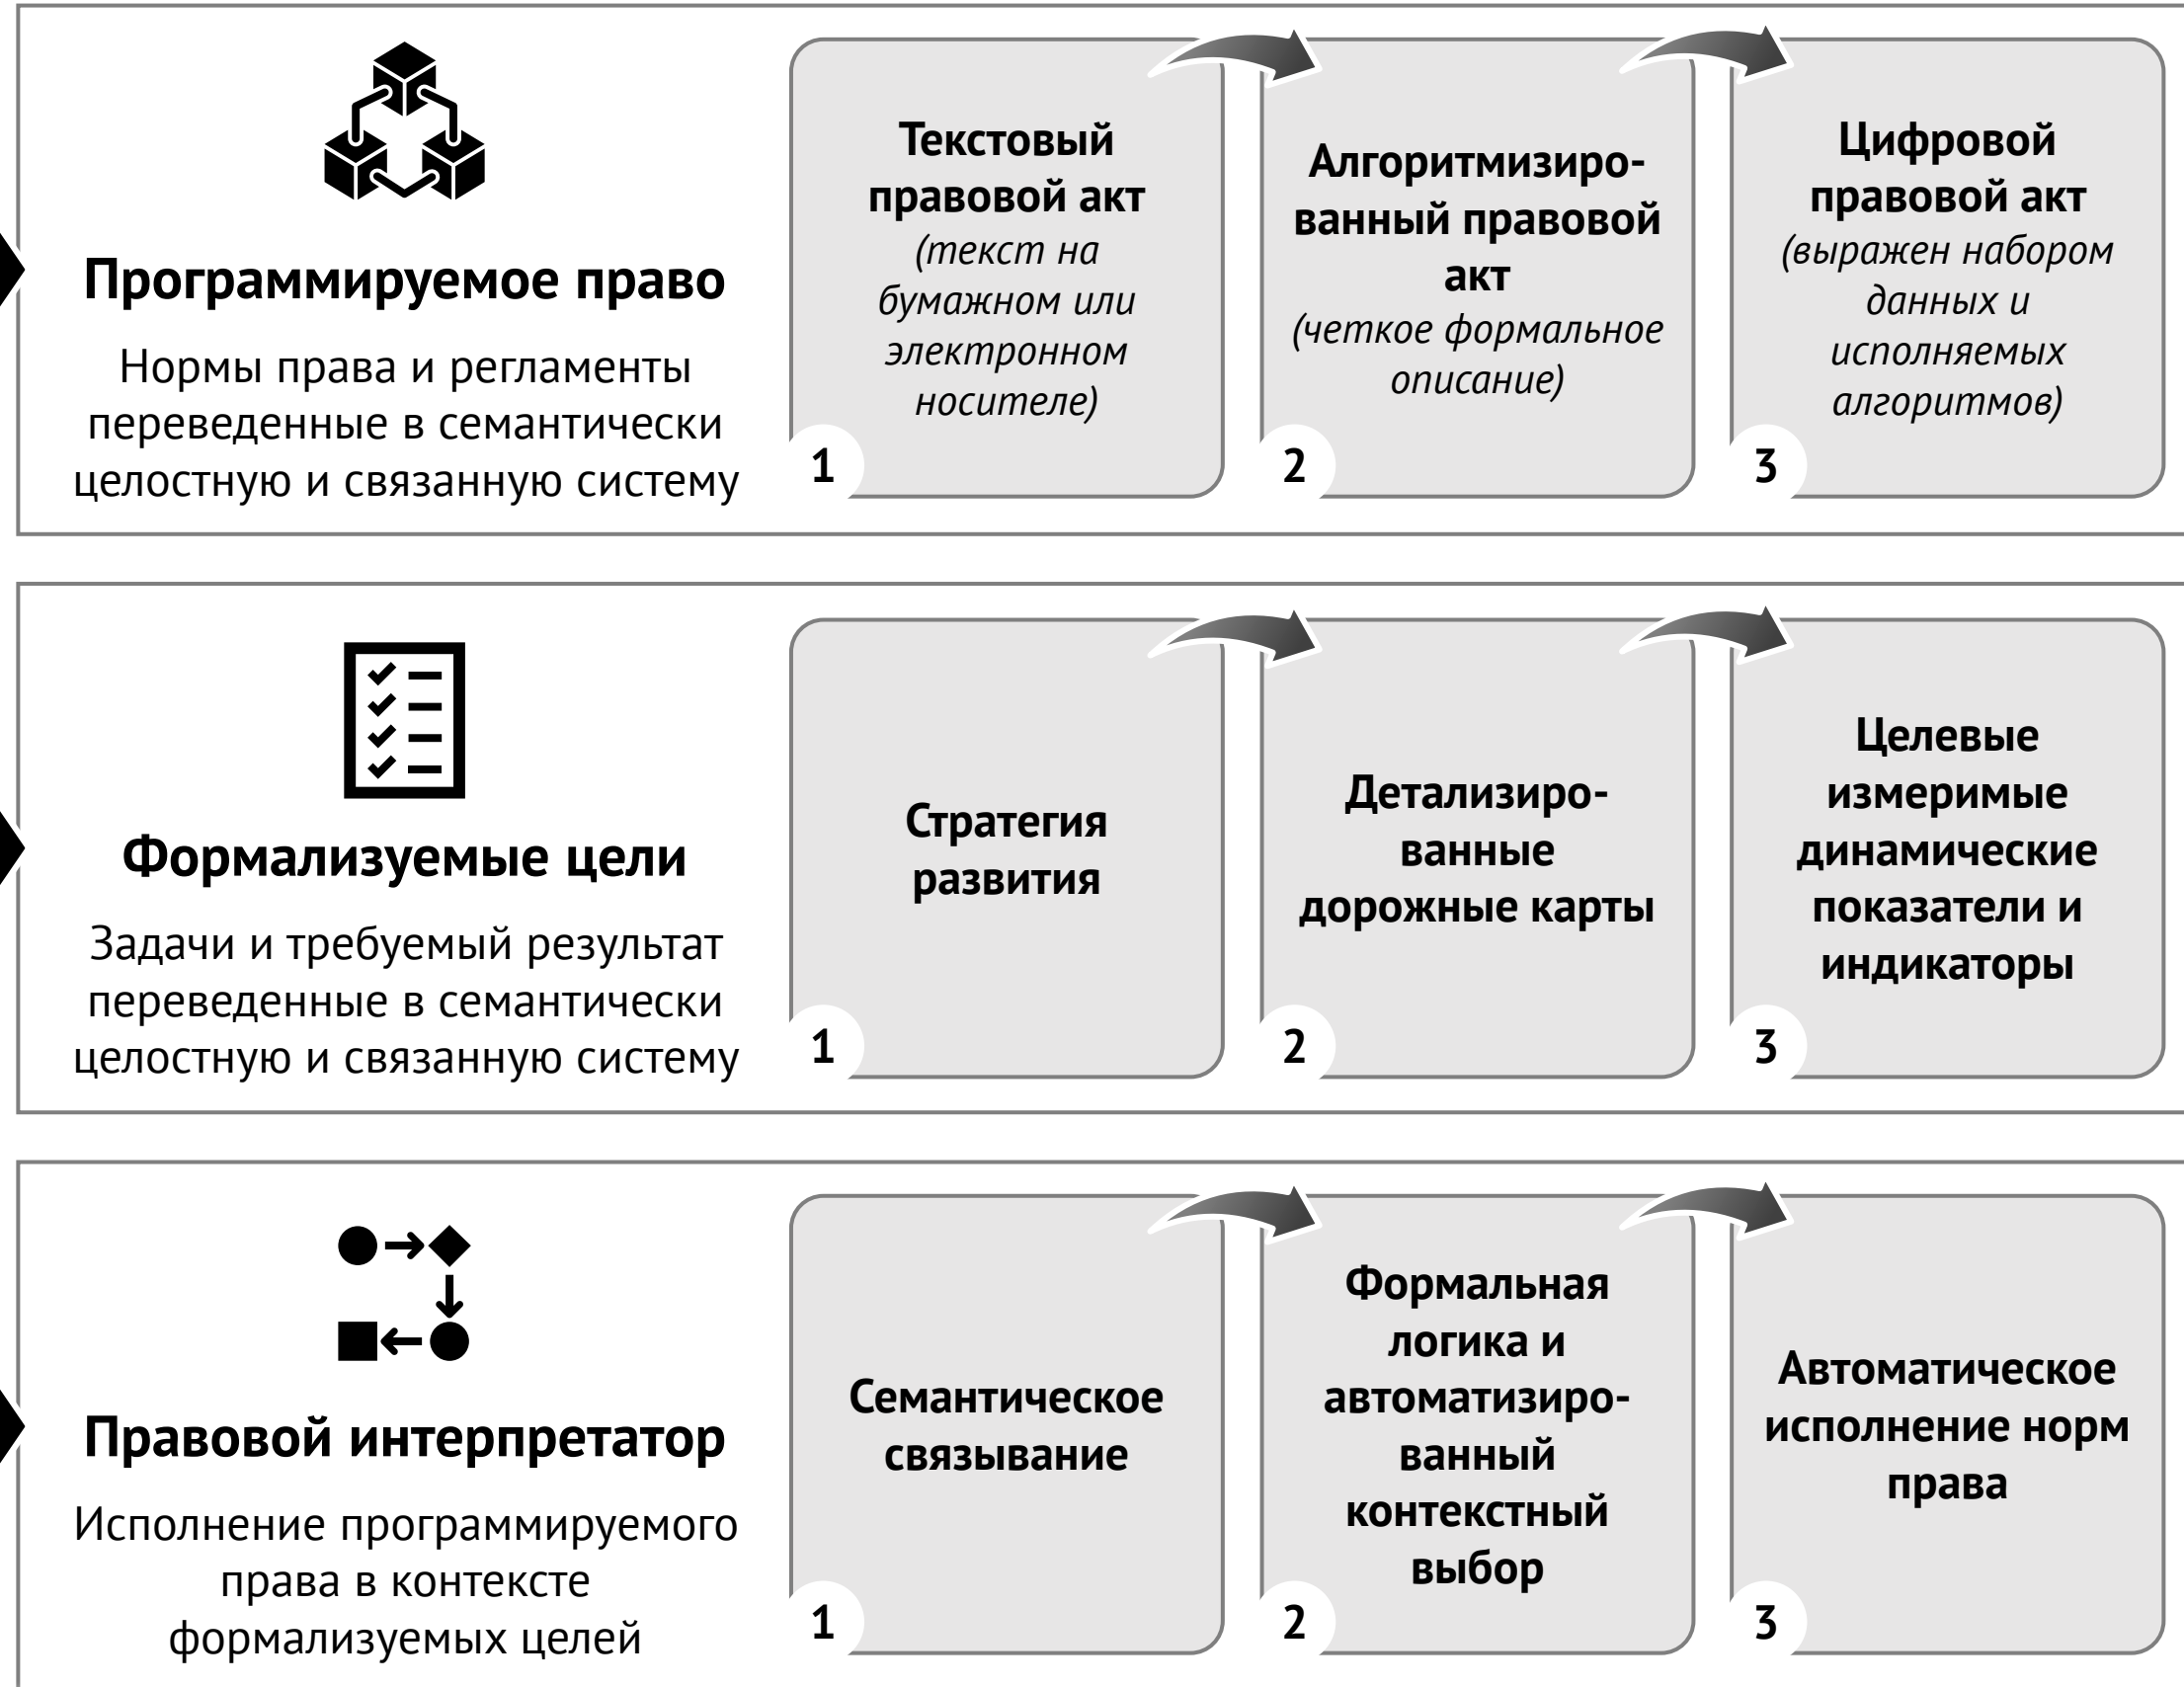 Программируемое право
Нормы права и регламенты
переведенные в семантически
целостную и связанную систему
Текстовый
правовой акт
(текст на
бумажном или
электронном
носителе)
1
Алгоритмизиро-
ванный правовой
акт
(четкое формальное
описание)
2
Цифровой
правовой акт
(выражен набором
данных и
исполняемых
алгоритмов)
3
Формализуемые цели
Задачи и требуемый результат
переведенные в семантически
целостную и связанную систему
Стратегия
развития
1
Детализиро-
ванные
дорожные карты
2
Целевые
измеримые
динамические
показатели и
индикаторы
3
Правовой интерпретатор
Исполнение программируемого
права в контексте
формализуемых целей
Семантическое
связывание
1
Формальная
логика и
автоматизиро-
ванный
контекстный
выбор
2
Автоматическое
исполнение норм
права
3